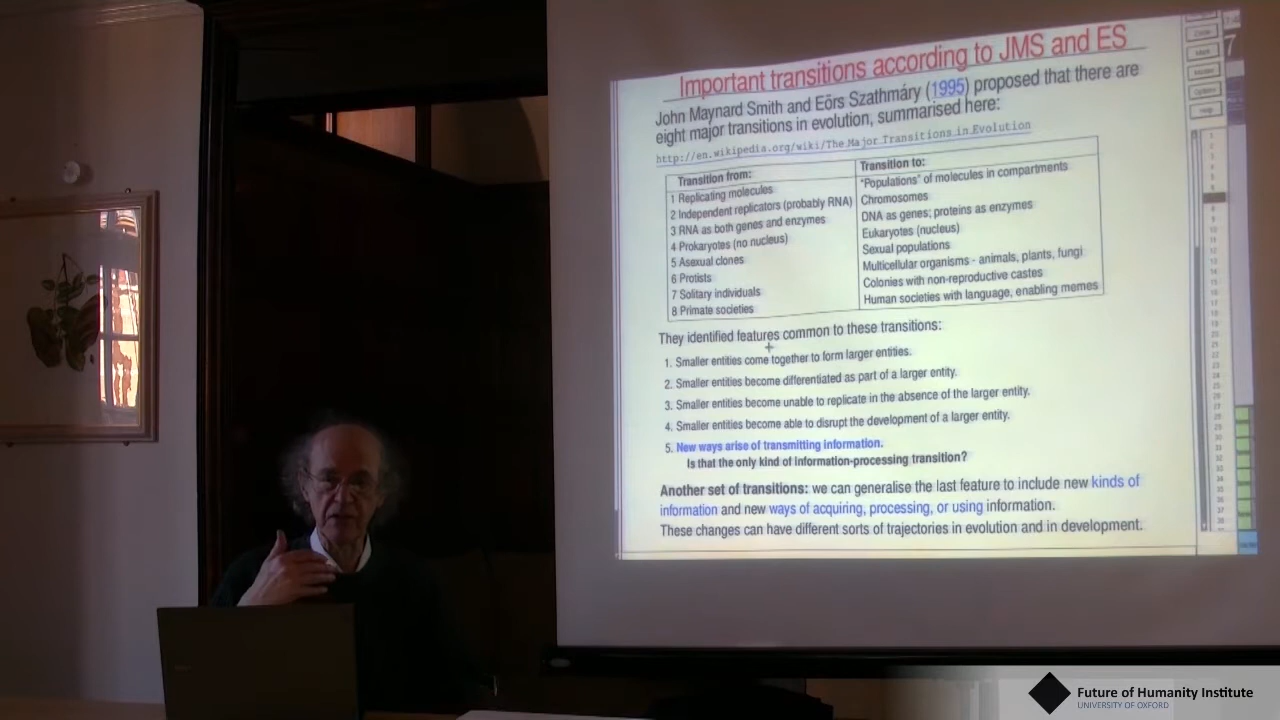 Important transitions according to JMS and ES
John Maynard Smith and Eörs Szathmáry (1995) proposed that there are
eight major transitions in evolution, summarised here:
http://en.wikipedia.org/wiki/The_Major_Transitions_in_Evolution
Transition from: Transition to:
1 Replicating molecules "Populations" of molecules in compartments
2 Independent replicators (probably RNA) Chromosomes
3 RNA as both genes and enzymes DNA as genes; proteins as enzymes
4 Prokaryotes (no nucleus) Eukaryotes (nucleus)
5 Asexual clones Sexual populations
6 Protists Multicellular organisms - animals, plants, fungi
7 Solitary individuals Colonies with non-reproductive castes
8 Primate societies Human societies with language, enabling memes
They identified features common to these transitions:
1. Smaller entities come together to form larger entities.
2. Smaller entities become differentiated as part of a larger entity.
3. Smaller entities become unable to replicate in the absence of the larger entity.
4. Smaller entities become able to disrupt the development of a larger entity.
5. New ways arise of transmitting information.
Is that the only kind of information-processing transition?
Another set of transitions: we can generalise the last feature to include new kinds of
information and new ways of acquiring, processing, or using information.
These changes can have different sorts of trajectories in evolution and in development.
Future of Humanity Institute
UNIVERSITY OF OXFORD